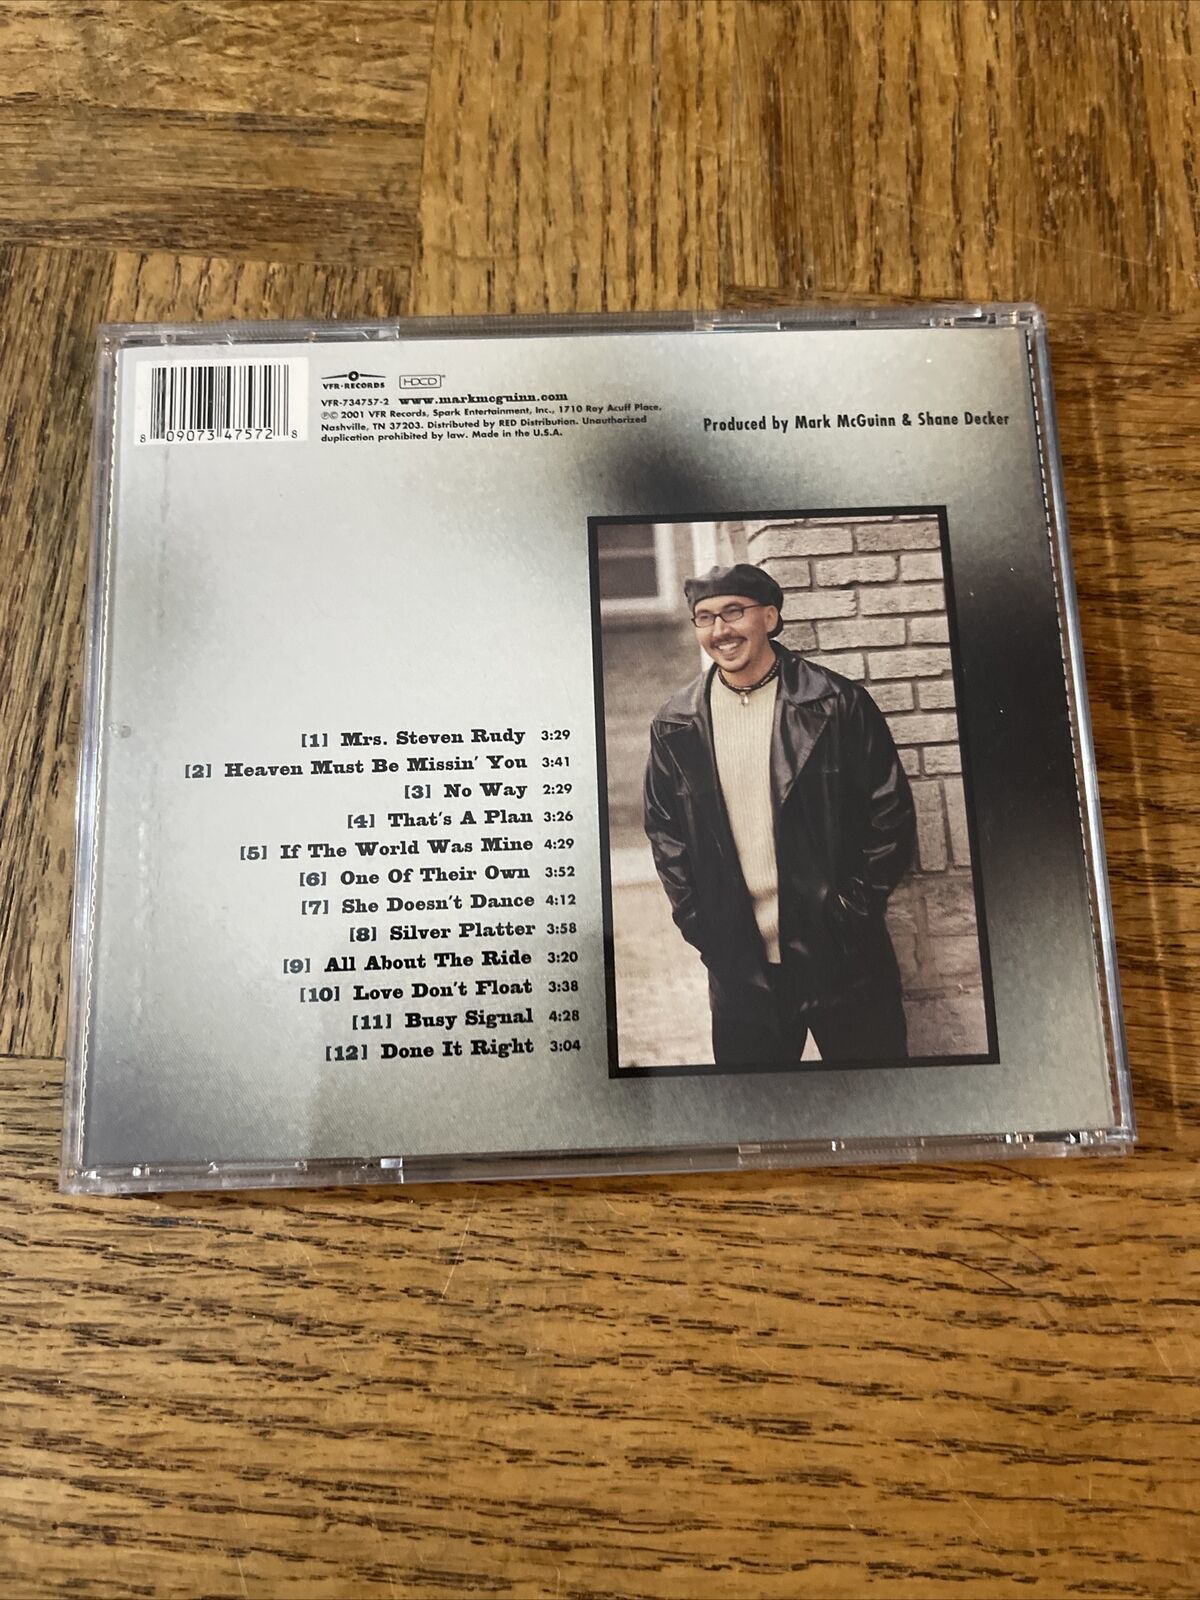 8 09073 47572 8
VFR·RECORDS HDCD
VFR-734757-2 www.markmcguinn.com
℗© 2001 VFR Records, Spark Entertainment, Inc., 1710 Roy Acuff Place,
Nashville, TN 37203. Distributed by RED Distribution. Unauthorized
duplication prohibited by law. Made in the U.S.A.
Produced by Mark McGuinn & Shane Decker
[1] Mrs. Steven Rudy 3:29
[2] Heaven Must Be Missin' You 3:41
[3] No Way 2:29
[4] That's A Plan 3:26
[5] If The World Was Mine 4:29
[6] One Of Their Own 3:52
[7] She Doesn't Dance 4:12
[8] Silver Platter 3:58
[9] All About The Ride 3:20
[10] Love Don't Float 3:38
[11] Busy Signal 4:28
[12] Done It Right 3:04